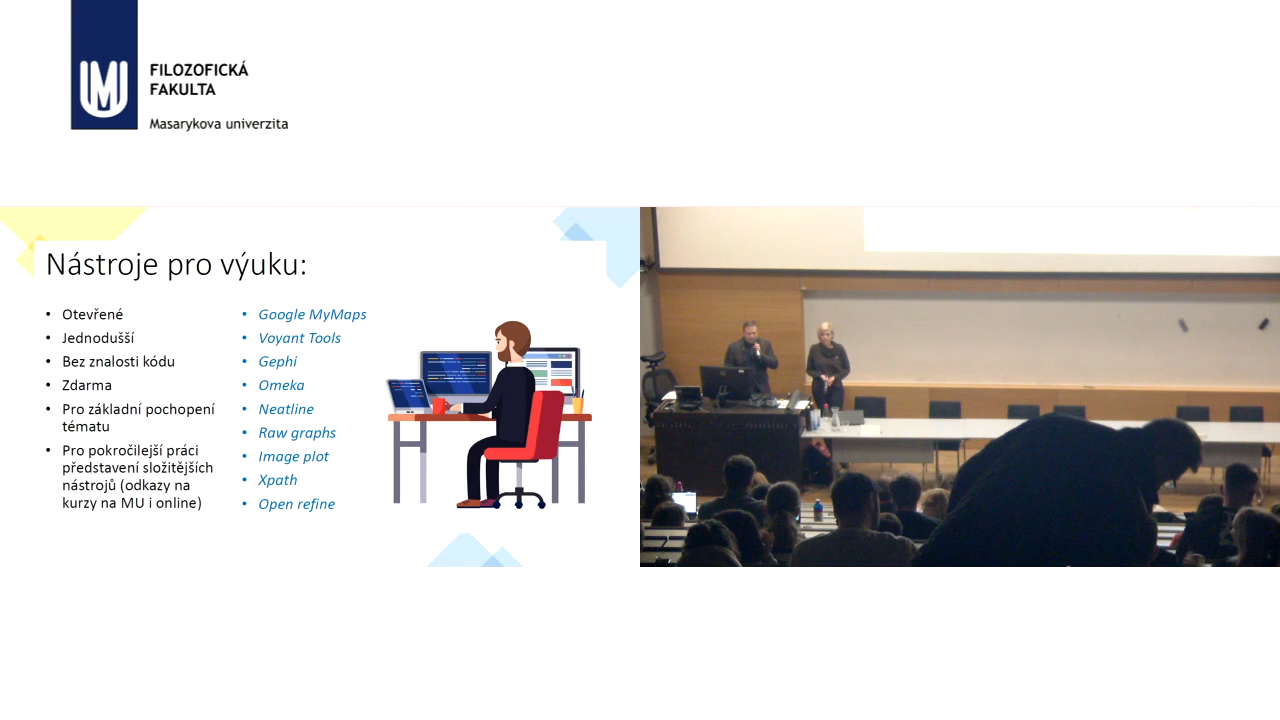 FILOZOFICKÁ
FAKULTA
Masarykova univerzita
Nástroje pro výuku:
• Otevřené
• Jednodušší
• Bez znalosti kódu
• Zdarma
• Pro základní pochopení
tématu
• Pro pokročilejší práci
představení složitějších
nástrojů (odkazy na
kurzy na MU i online)
• Google MyMaps
• Voyant Tools
• Gephi
• Omeka
• Neatline
• Raw graphs
• Image plot
• Xpath
• Open refine